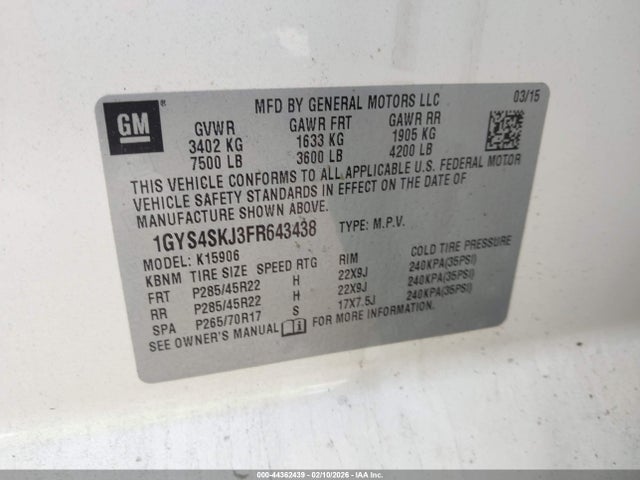 GM ®
MFD BY GENERAL MOTORS LLC 03/15
GVWR GAWR FRT GAWR RR
3402 KG 1633 KG 1905 KG
7500 LB 3600 LB 4200 LB
THIS VEHICLE CONFORMS TO ALL APPLICABLE U.S. FEDERAL MOTOR
VEHICLE SAFETY STANDARDS IN EFFECT ON THE DATE OF
MANUFACTURE SHOWN ABOVE.
1GYS4SKJ3FR643438 TYPE: M.P.V.
MODEL: K15906
KBNM TIRE SIZE SPEED RTG RIM COLD TIRE PRESSURE
FRT P285/45R22 H 22X9J 240KPA(35PSI)
RR P285/45R22 H 22X9J 240KPA(35PSI)
SPA P265/70R17 S 17X7.5J 240KPA(35PSI)
SEE OWNER'S MANUAL i FOR MORE INFORMATION.
000-44362439 - 02/10/2026 - IAA Inc.